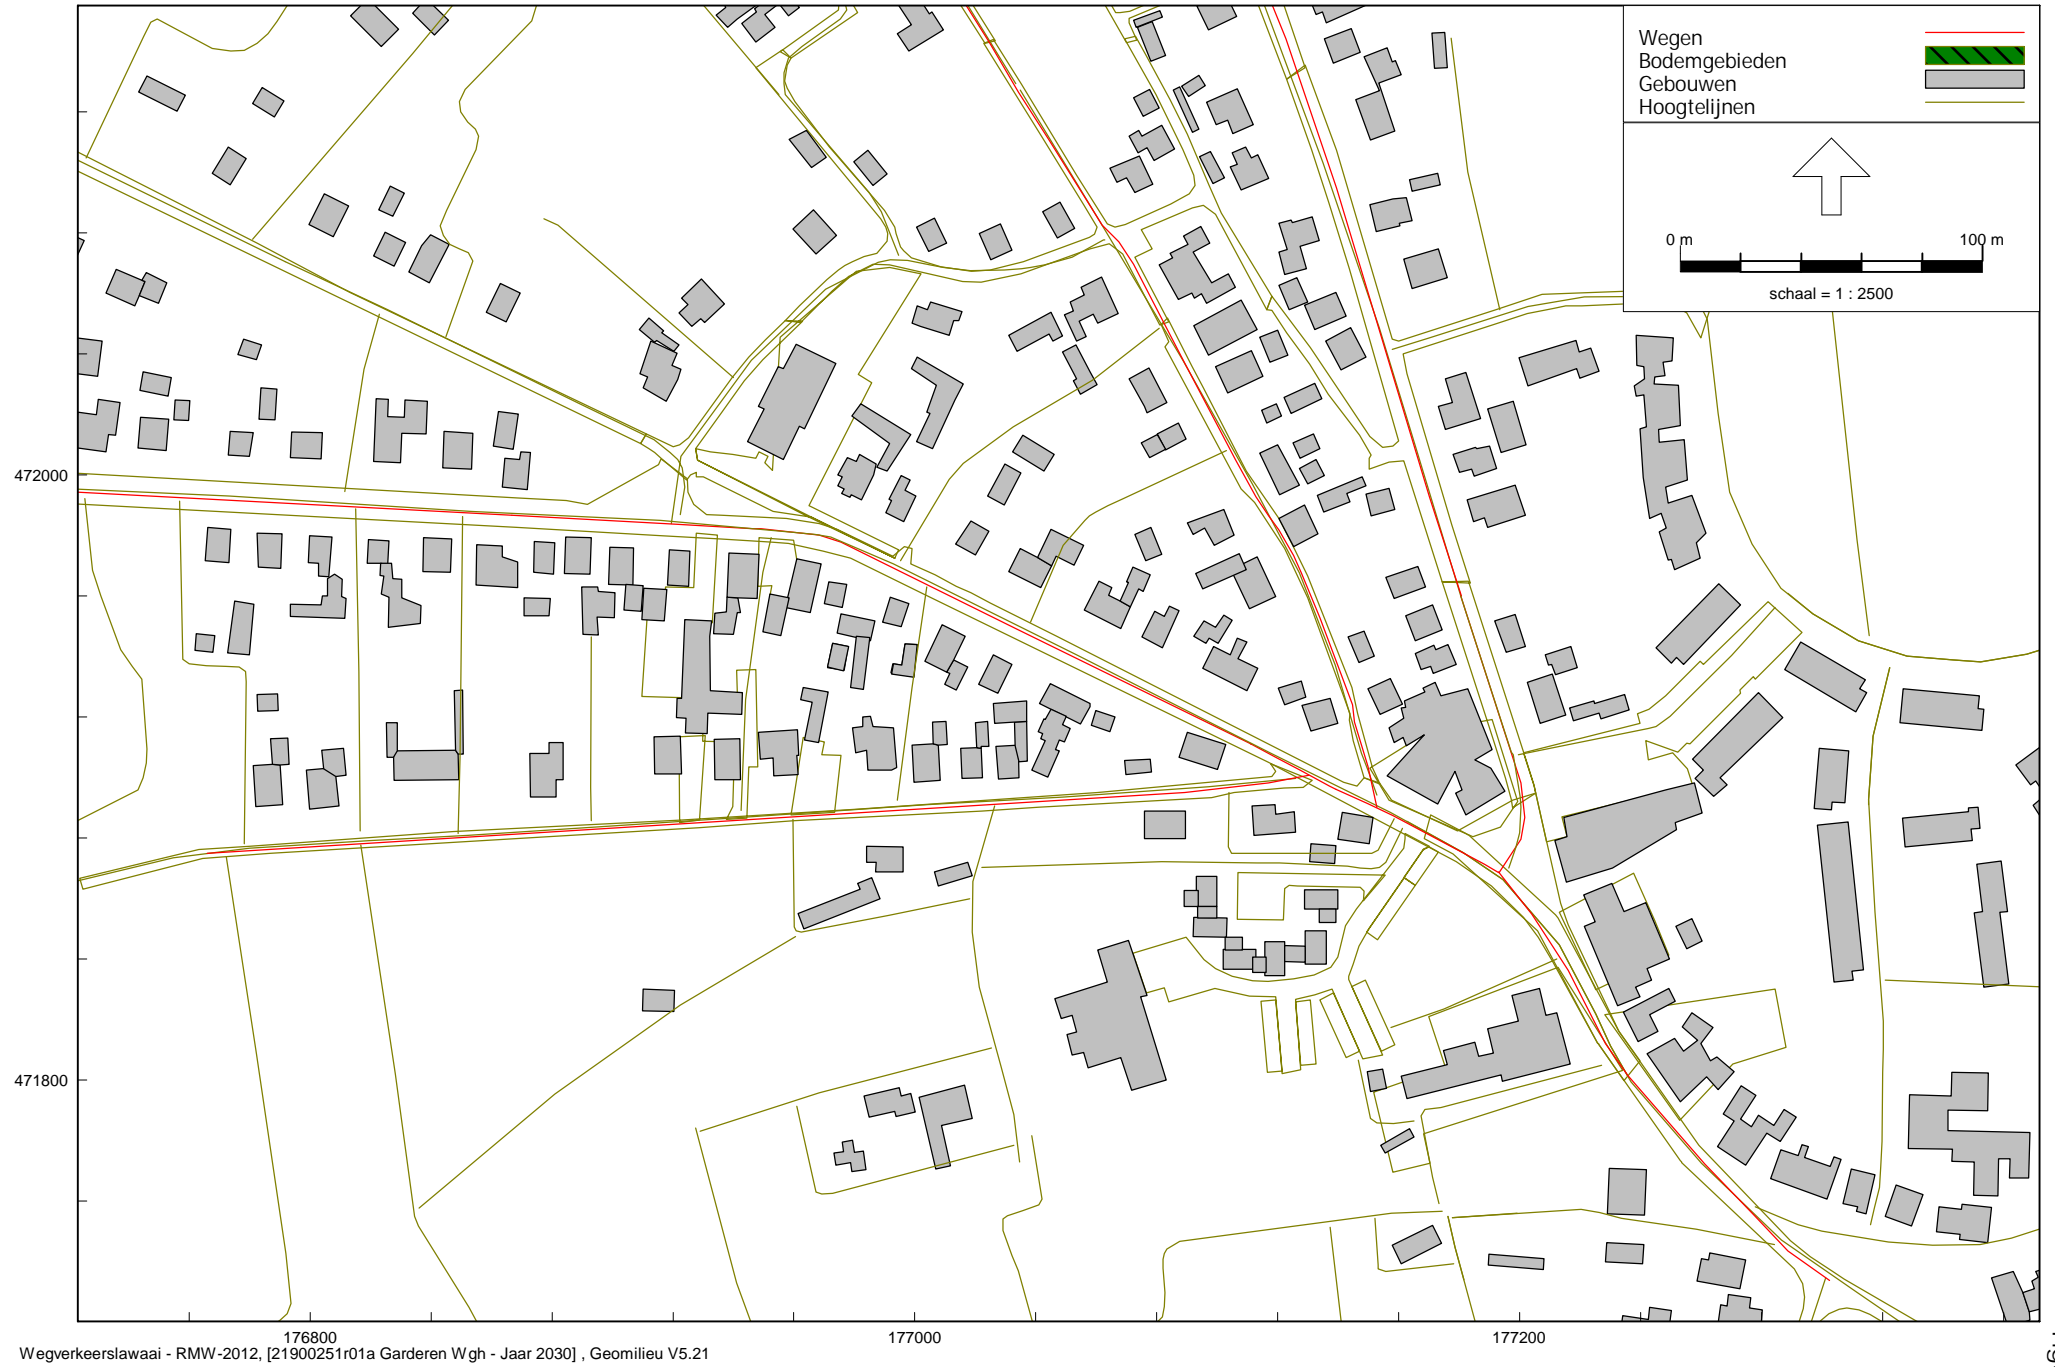 Wegen
Bodemgebieden
Gebouwen
Hoogtelijnen
0 m 100 m
schaal = 1 : 2500
472000
471800
176800 177000 177200
Wegverkeerslawaai - RMW-2012, [21900251r01a Garderen Wgh - Jaar 2030] , Geomilieu V5.21